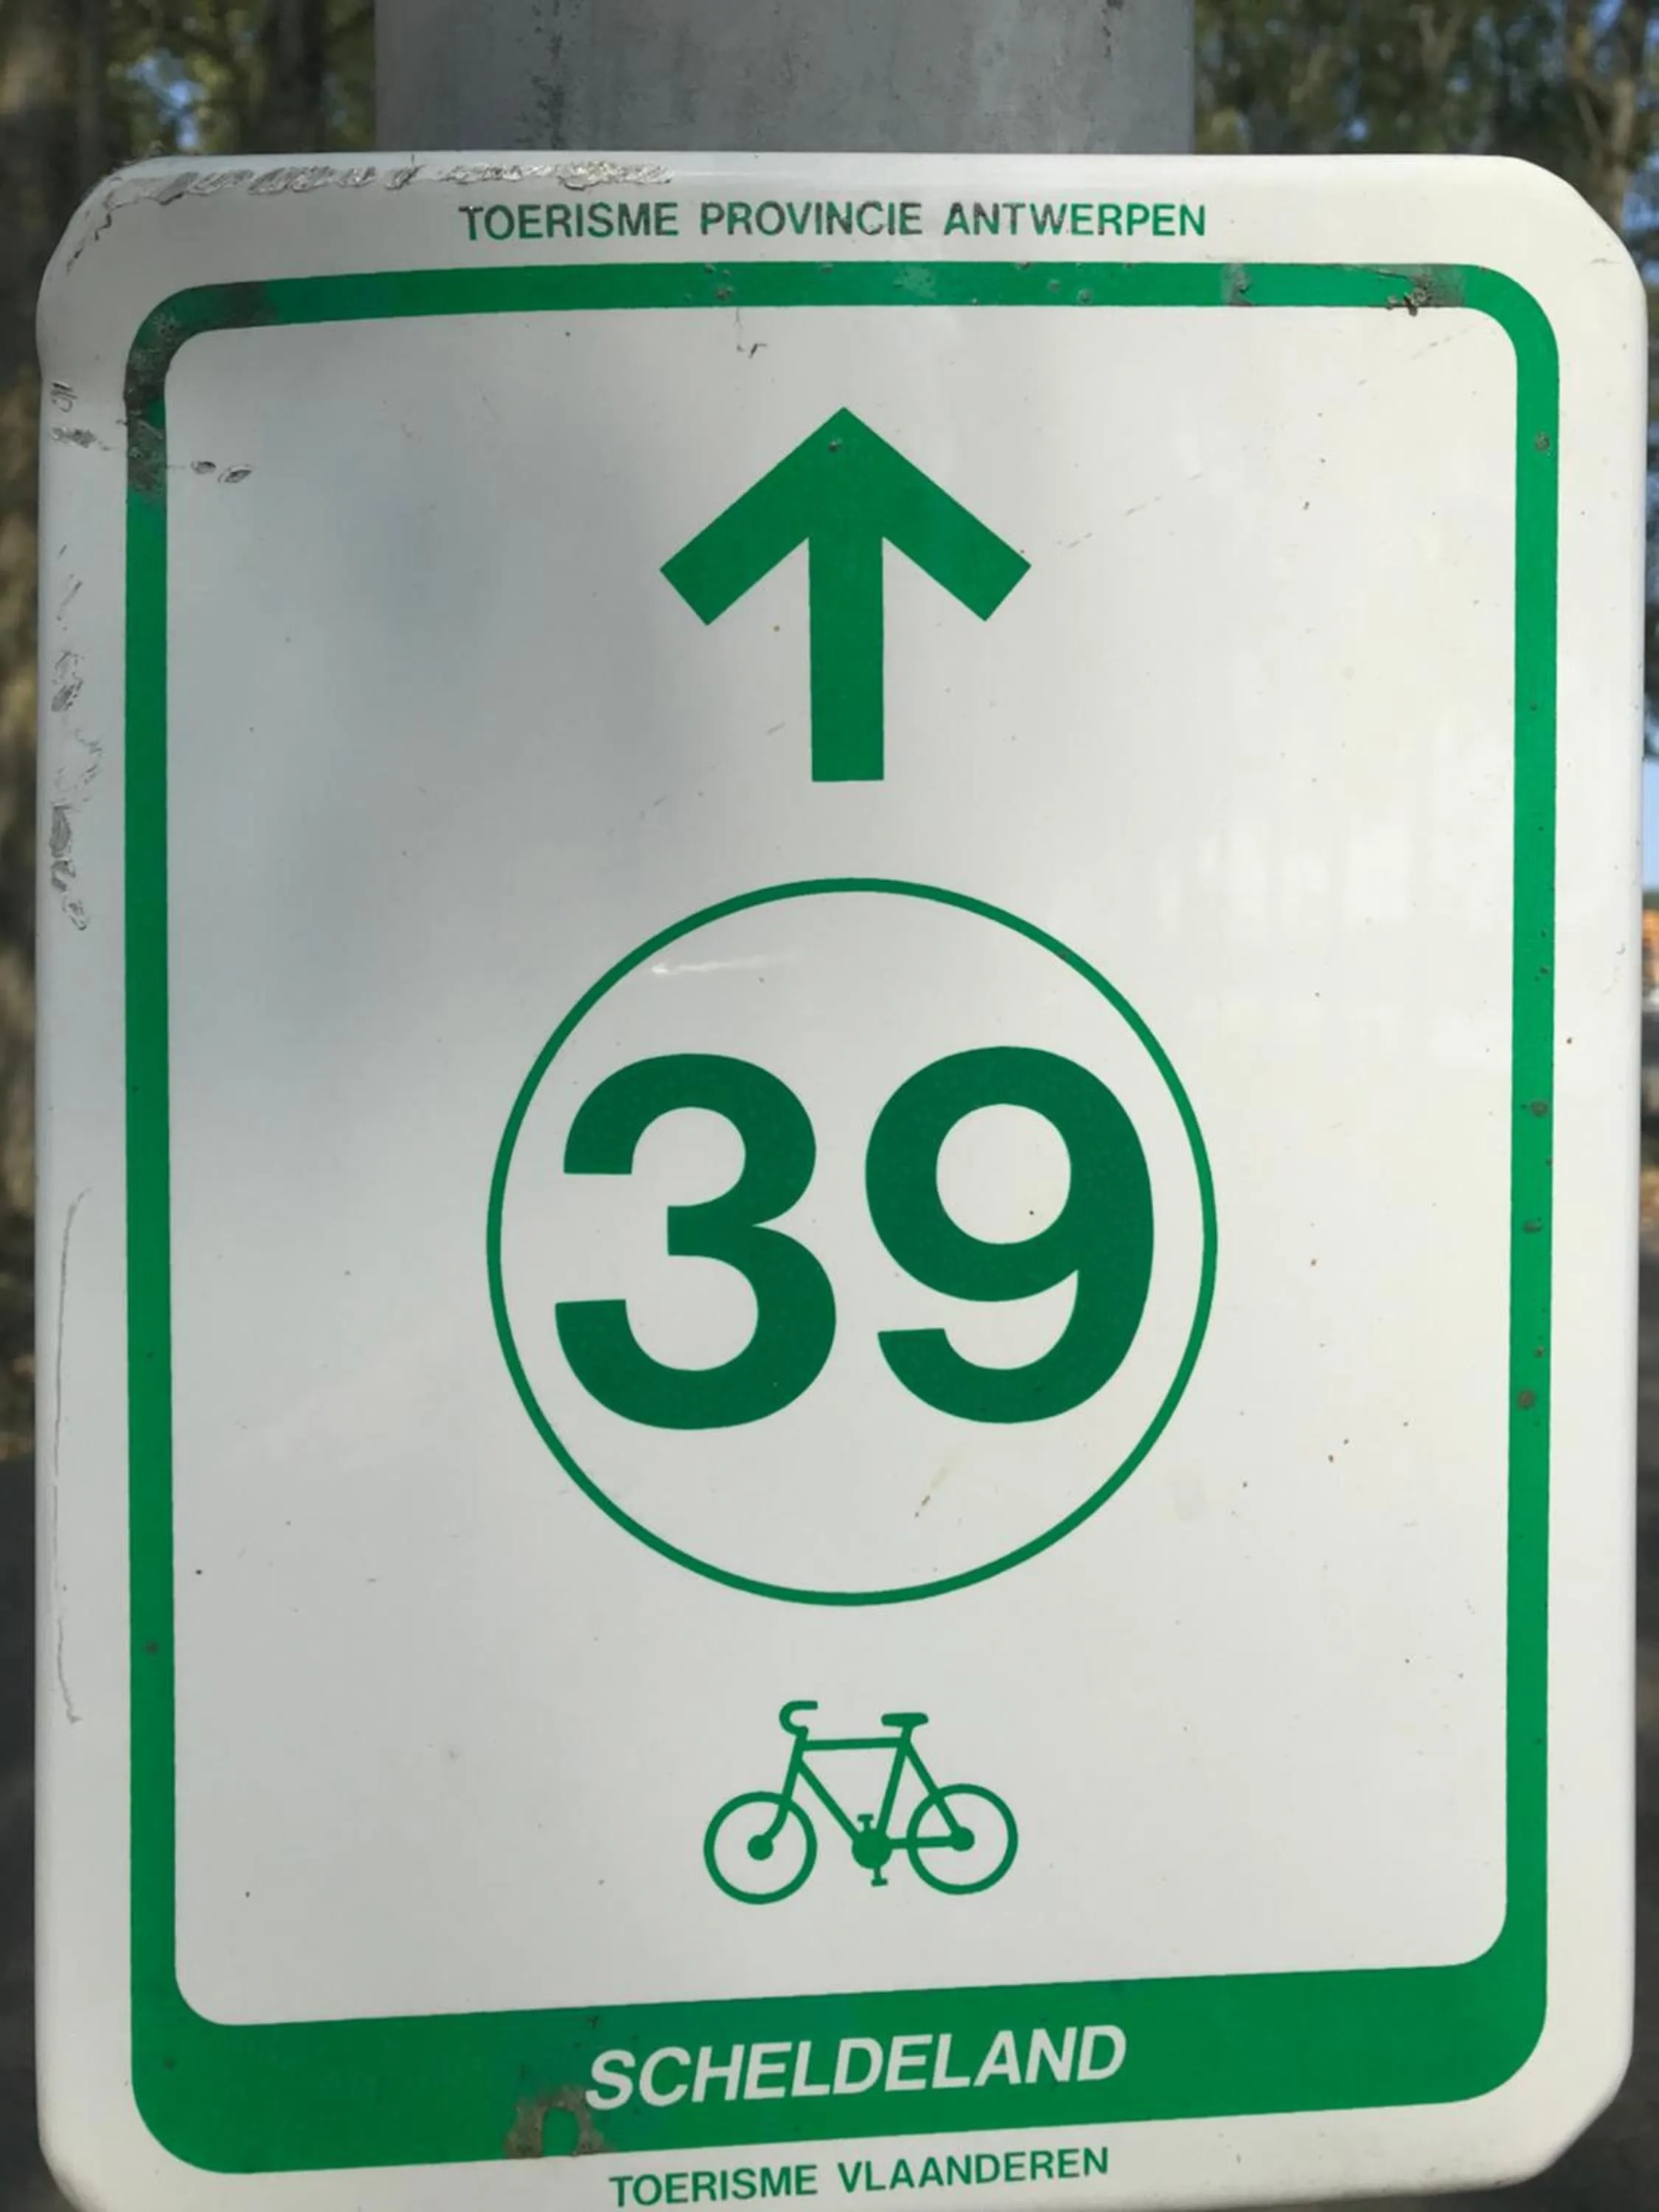 TOERISME PROVINCIE ANTWERPEN
39
SCHELDELAND
TOERISME VLAANDEREN